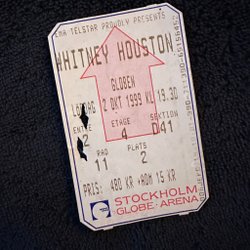 EMA TELSTAR PROUDLY PRESENTS
WHITNEY HOUSTON
GLOBEN
LÖRDAG 2 OKT 1999 KL 19.30
ENTRE ETAGE SEKTION
2 4 D41
RAD PLATS
11 2
PRIS: 480 KR +ADM 15 KR
STOCKHOLM
GLOBE·ARENA